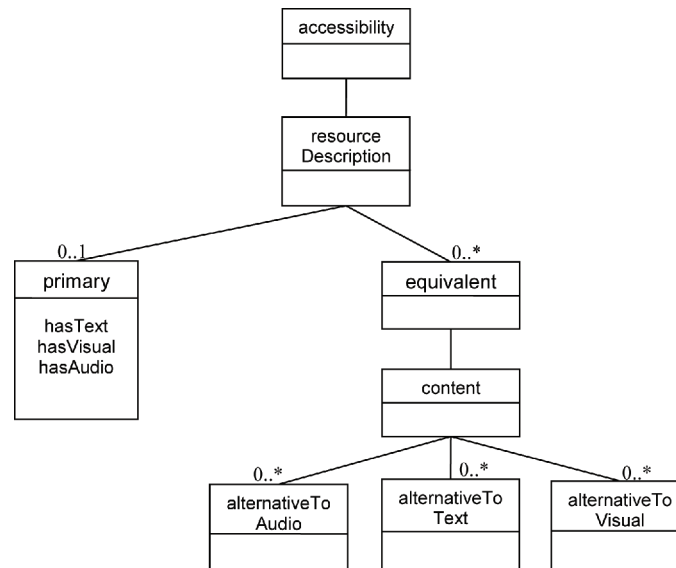 accessibility
resource
Description
0..1
0..*
primary
equivalent
hasText
hasVisual
hasAudio
content
0..*
0..*
0..*
alternativeTo
Audio
alternativeTo
Text
alternativeTo
Visual